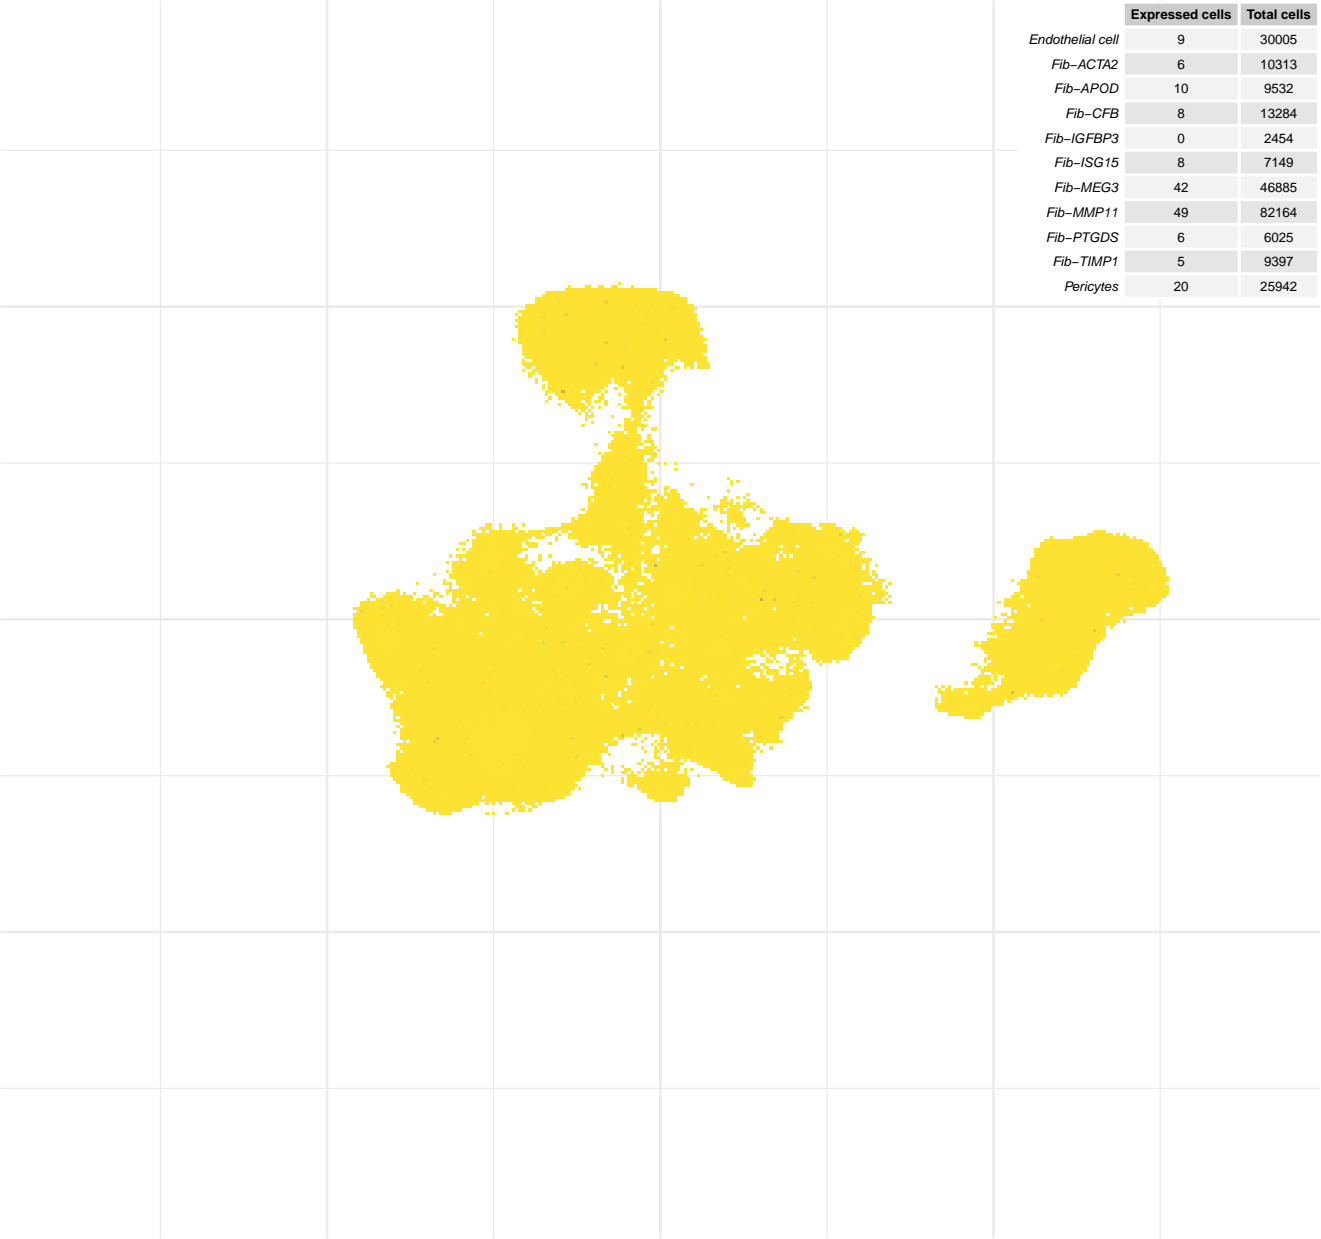 Expressed cells Total cells
Endothelial cell 9 30005
Fib−ACTA2 6 10313
Fib−APOD 10 9532
Fib−CFB 8 13284
Fib−IGFBP3 0 2454
Fib−ISG15 8 7149
Fib−MEG3 42 46885
Fib−MMP11 49 82164
Fib−PTGDS 6 6025
Fib−TIMP1 5 9397
Pericytes 20 25942